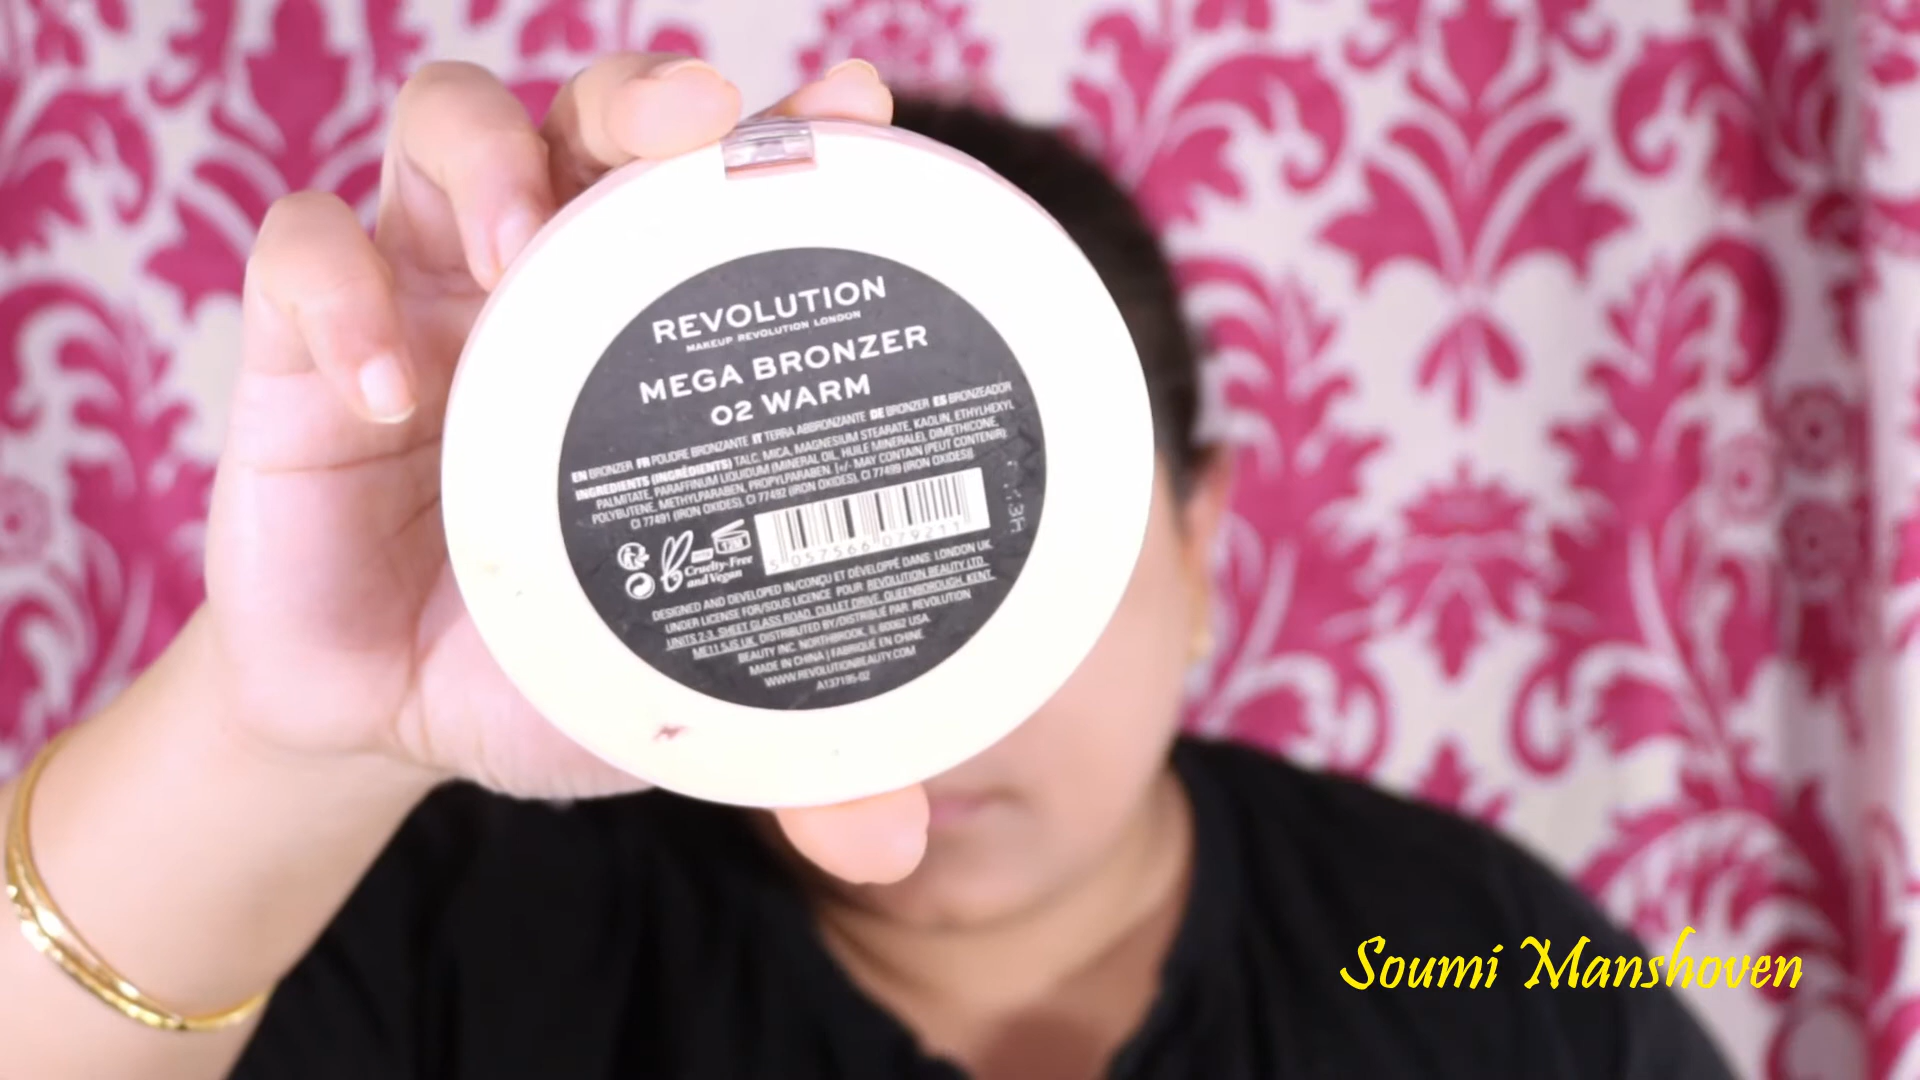 REVOLUTION
MAKEUP REVOLUTION LONDON
MEGA BRONZER
02 WARM
EN BRONZER FR POUDRE BRONZANTE IT TERRA ABBRONZANTE DE BRONZER ES BRONZEADOR
INGREDIENTS (INGRÉDIENTS) TALC, MICA, MAGNESIUM STEARATE, KAOLIN, ETHYLHEXYL
PALMITATE, PARAFFINUM LIQUIDUM (MINERAL OIL, HUILE MINERALE), DIMETHICONE,
POLYBUTENE, METHYLPARABEN, PROPYLPARABEN. [+/- MAY CONTAIN (PEUT CONTENIR):
CI 77491 (IRON OXIDES), CI 77492 (IRON OXIDES), CI 77499 (IRON OXIDES)].
12M
Cruelty-Free
and Vegan
5 057566 079211
DESIGNED AND DEVELOPED IN/CONÇU ET DÉVELOPPÉ DANS: LONDON UK.
UNDER LICENSE FOR/SOUS LICENCE POUR REVOLUTION BEAUTY LTD.
UNITS 2-3, SHEET GLASS ROAD, CULLET DRIVE, QUEENBOROUGH, KENT,
ME11 5JS UK. DISTRIBUTED BY/DISTRIBUÉ PAR: REVOLUTION
BEAUTY INC. NORTHBROOK, IL 60062 USA.
MADE IN CHINA | FABRIQUÉ EN CHINE
WWW.REVOLUTIONBEAUTY.COM
A137195-02
Soumi Manshoven